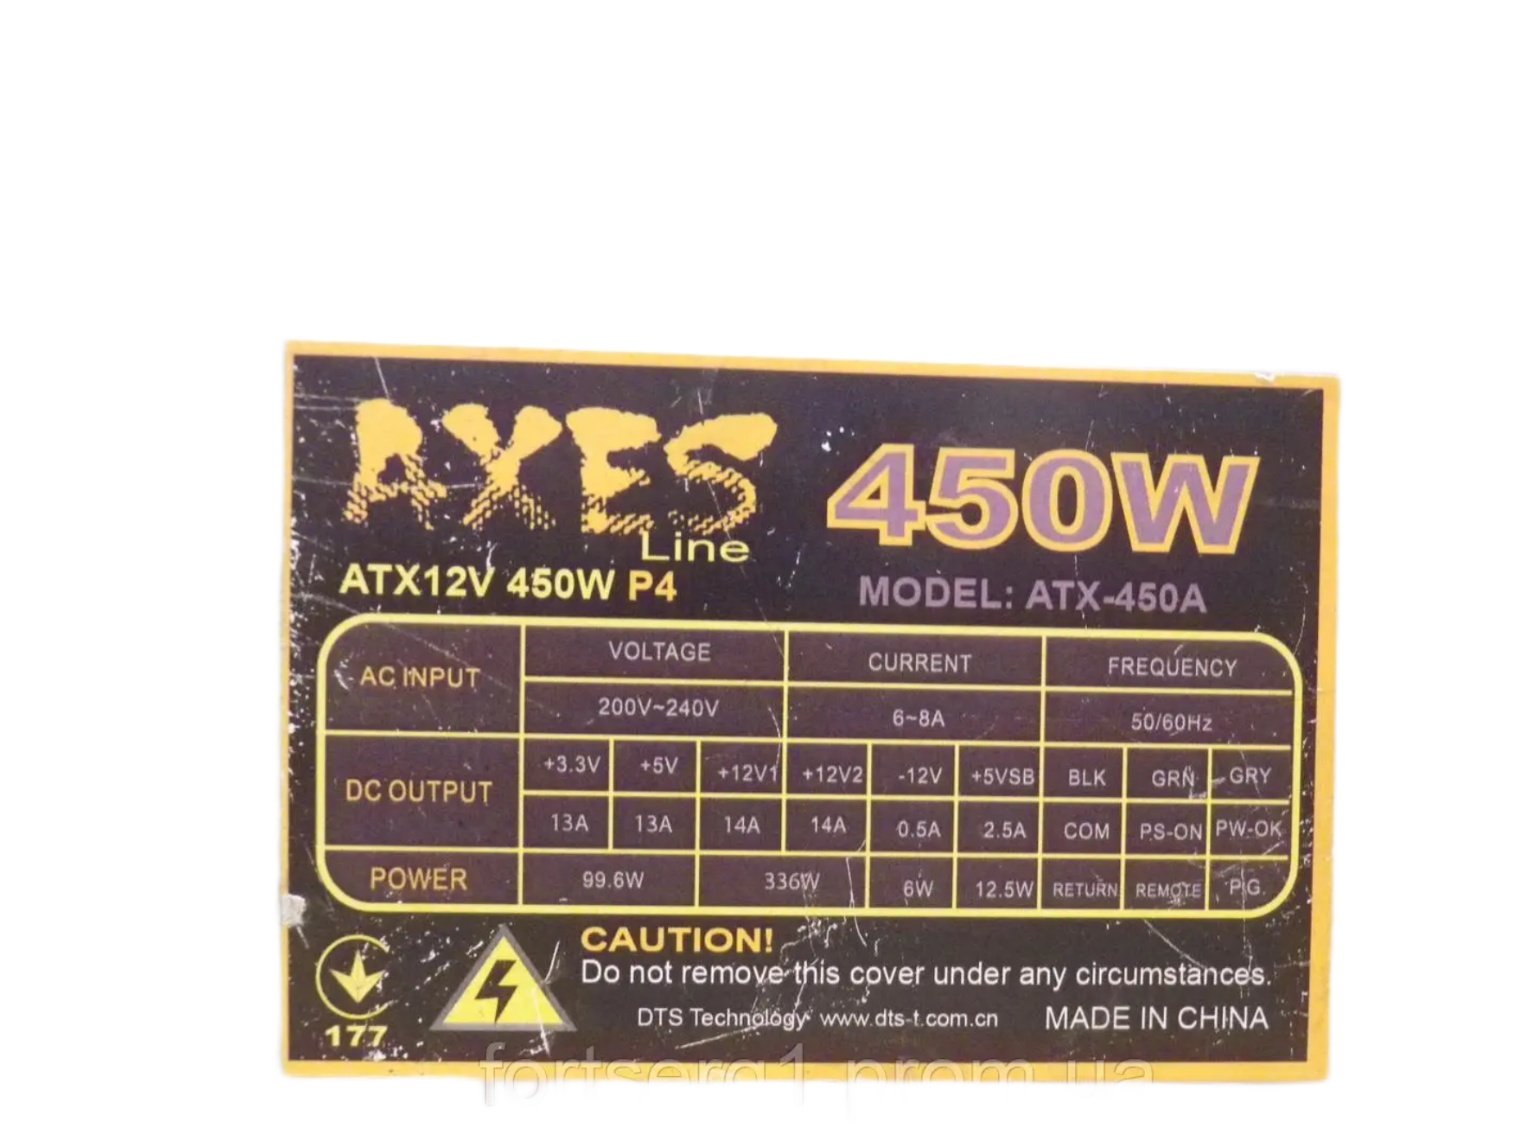 AXES
Line
450W
ATX12V 450W P4
MODEL: ATX-450A
AC INPUT
VOLTAGE CURRENT FREQUENCY
200V~240V 6~8A 50/60Hz
DC OUTPUT
+3.3V +5V +12V1 +12V2 -12V +5VSB BLK GRN GRY
13A 13A 14A 14A 0.5A 2.5A COM PS-ON PW-OK
POWER 99.6W 336W 6W 12.5W RETURN REMOTE P.G.
CAUTION!
Do not remove this cover under any circumstances.
177
DTS Technology www.dts-t.com.cn MADE IN CHINA
fortserg1.prom.ua